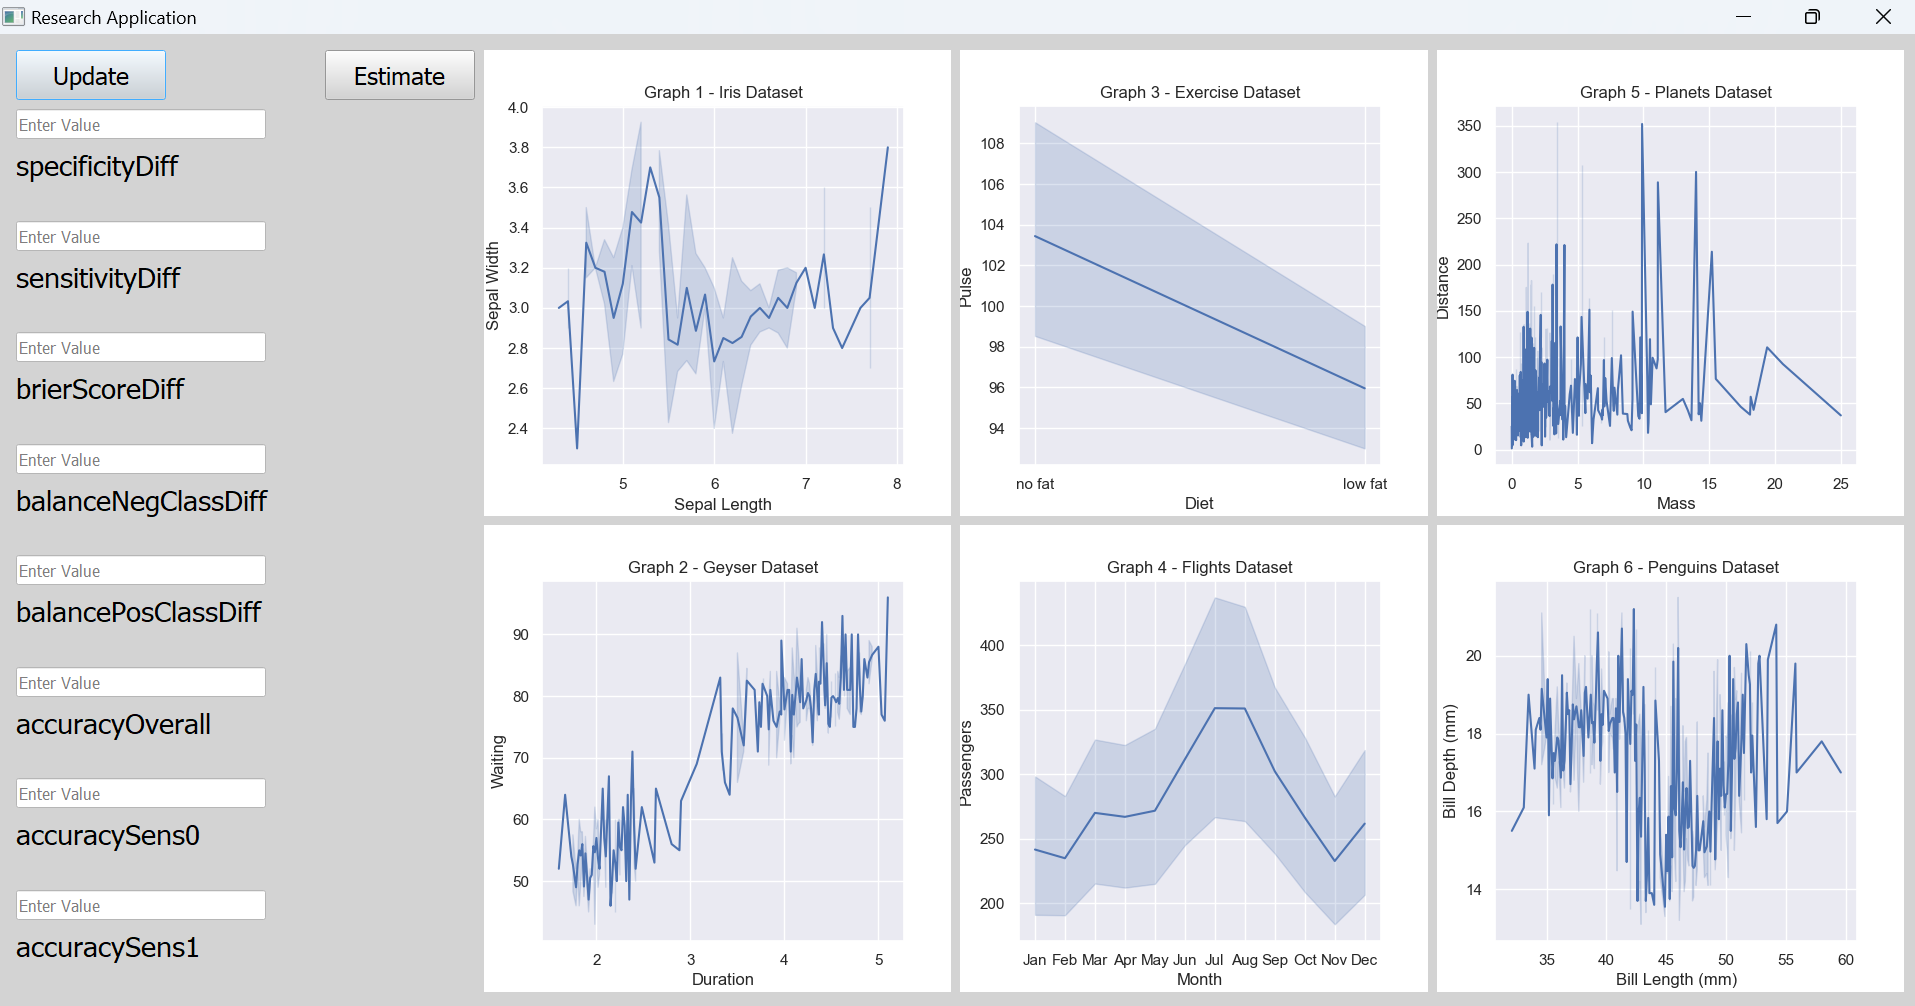 Research Application
Update
Estimate
Enter Value
specificityDiff
Enter Value
sensitivityDiff
Enter Value
brierScoreDiff
Enter Value
balanceNegClassDiff
Enter Value
balancePosClassDiff
Enter Value
accuracyOverall
Enter Value
accuracySens0
Enter Value
accuracySens1
Graph 1 - Iris Dataset
Sepal Width
4.0
3.8
3.6
3.4
3.2
3.0
2.8
2.6
2.4
5 6 7 8
Sepal Length
Graph 3 - Exercise Dataset
Pulse
108
106
104
102
100
98
96
94
no fat low fat
Diet
Graph 5 - Planets Dataset
Distance
350
300
250
200
150
100
50
0
0 5 10 15 20 25
Mass
Graph 2 - Geyser Dataset
Waiting
90
80
70
60
50
2 3 4 5
Duration
Graph 4 - Flights Dataset
Passengers
400
350
300
250
200
Jan Feb Mar Apr May Jun Jul Aug Sep Oct Nov Dec
Month
Graph 6 - Penguins Dataset
Bill Depth (mm)
20
18
16
14
35 40 45 50 55 60
Bill Length (mm)